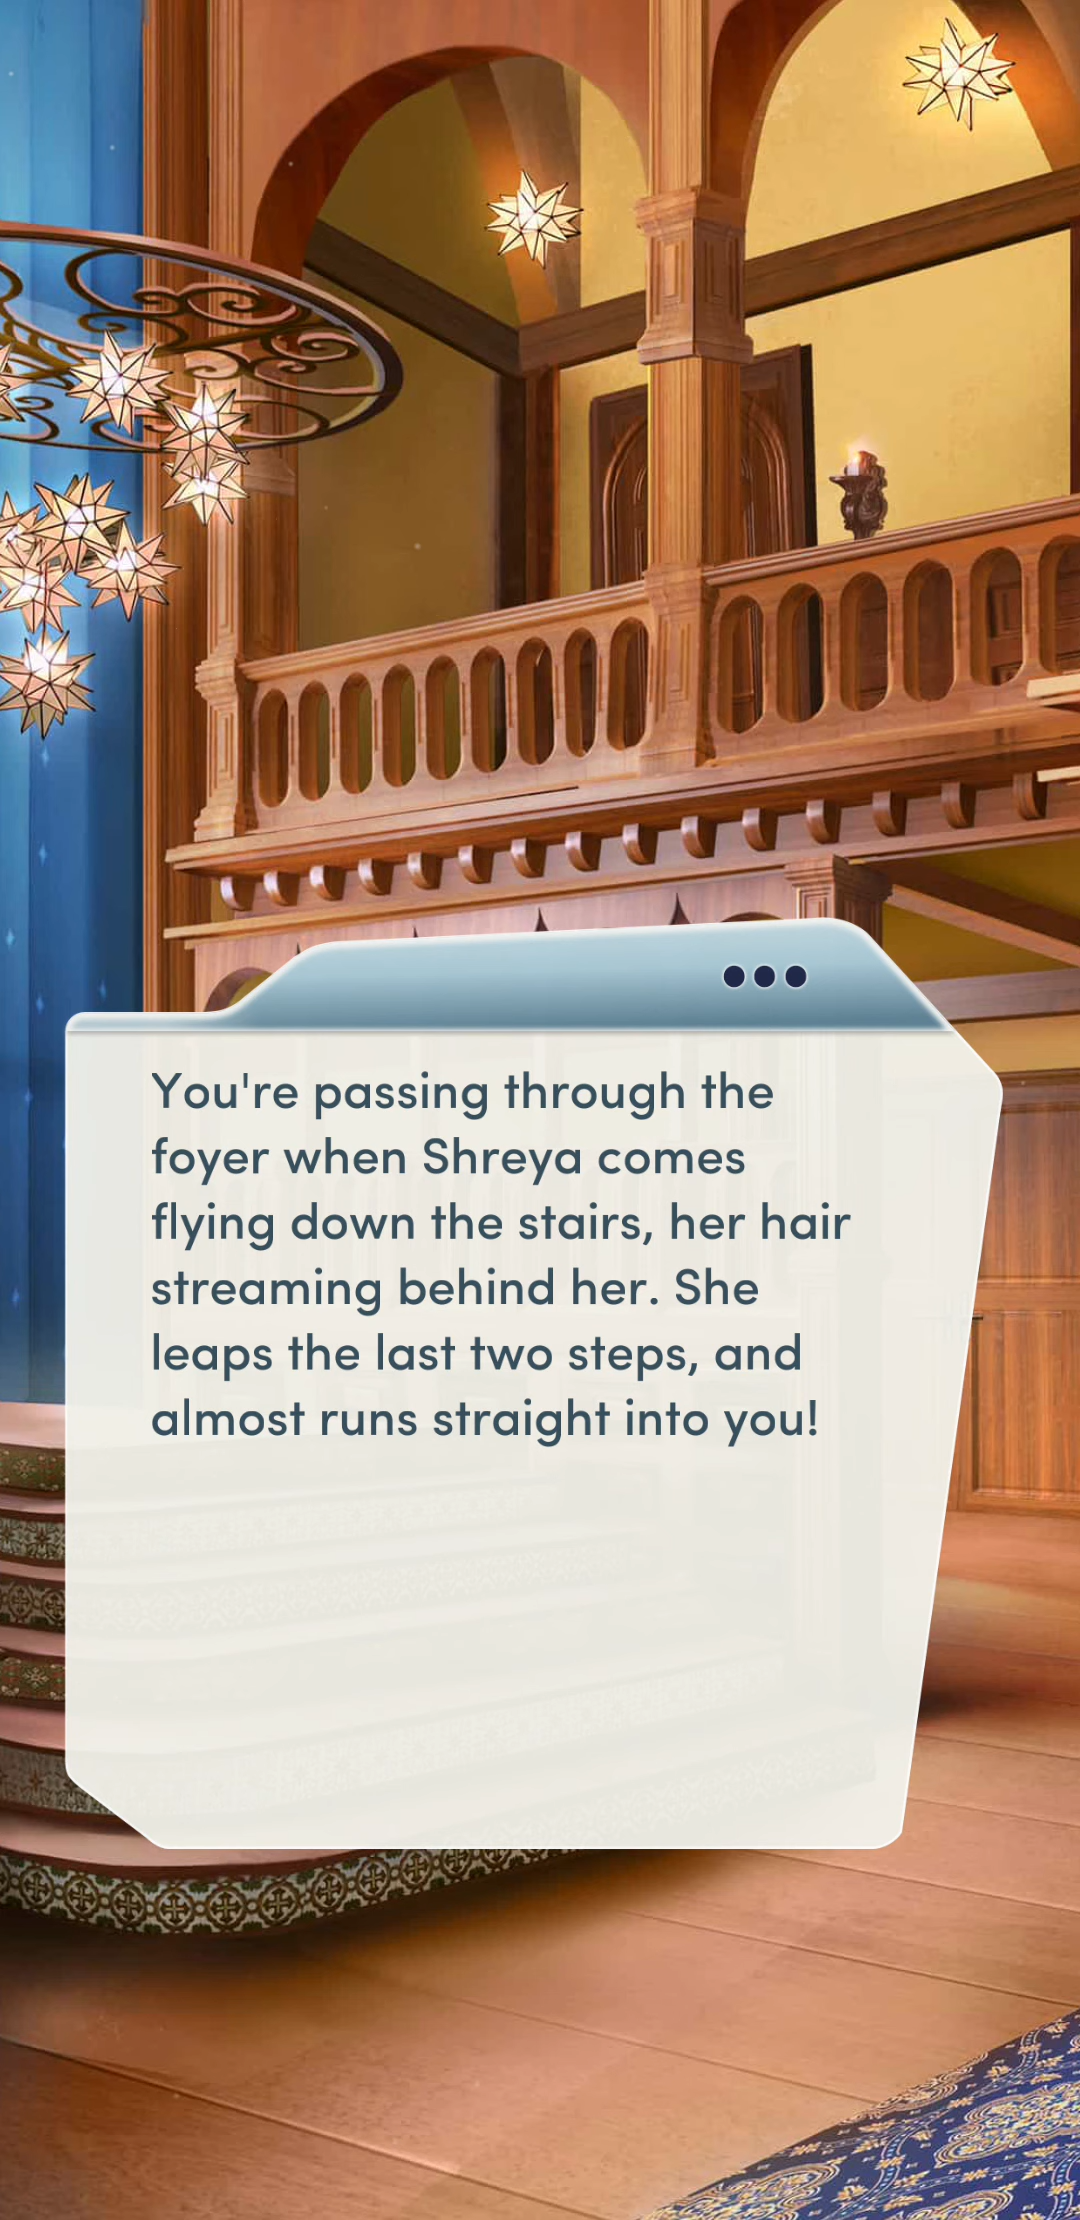 You're passing through the
foyer when Shreya comes
flying down the stairs, her hair
streaming behind her. She
leaps the last two steps, and
almost runs straight into you!